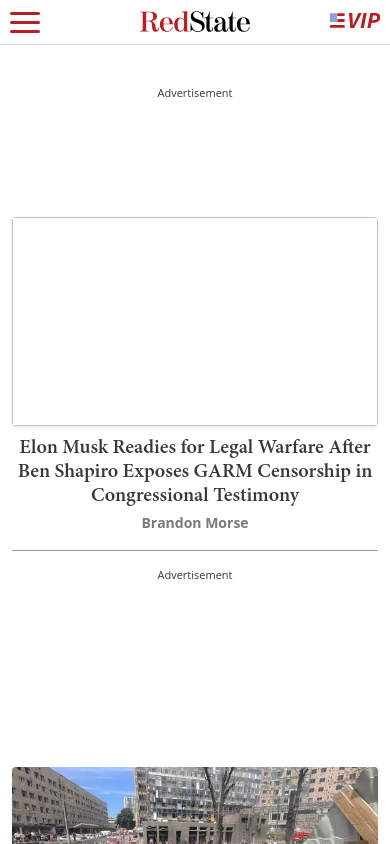 RedState
VIP
Advertisement
Elon Musk Readies for Legal Warfare After
Ben Shapiro Exposes GARM Censorship in
Congressional Testimony
Brandon Morse
Advertisement